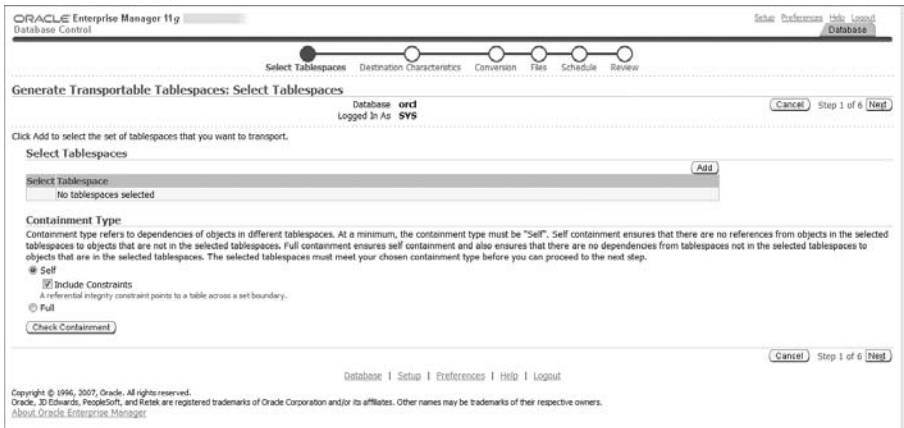 ORACLE Enterprise Manager 11g
Database Control
Setup Preferences Help Logout
Database
Select Tablespaces Destination Characteristics Conversion Files Schedule Review
Generate Transportable Tablespaces: Select Tablespaces
Database orcl
Logged In As SYS
Cancel Step 1 of 6 Next
Click Add to select the set of tablespaces that you want to transport.
Select Tablespaces
Add
Select Tablespace
No tablespaces selected
Containment Type
Containment type refers to dependencies of objects in different tablespaces. At a minimum, the containment type must be "Self". Self containment ensures that there are no references from objects in the selected
tablespaces to objects that are not in the selected tablespaces. Full containment ensures self containment and also ensures that there are no dependencies from tablespaces not in the selected tablespaces to
objects that are in the selected tablespaces. The selected tablespaces must meet your chosen containment type before you can proceed to the next step.
Self
Include Constraints
A referential integrity constraint points to a table across a set boundary.
Full
Check Containment
Cancel Step 1 of 6 Next
Database | Setup | Preferences | Help | Logout
Copyright © 1996, 2007, Oracle. All rights reserved.
Oracle, JD Edwards, PeopleSoft, and Retek are registered trademarks of Oracle Corporation and/or its affiliates. Other names may be trademarks of their respective owners.
About Oracle Enterprise Manager